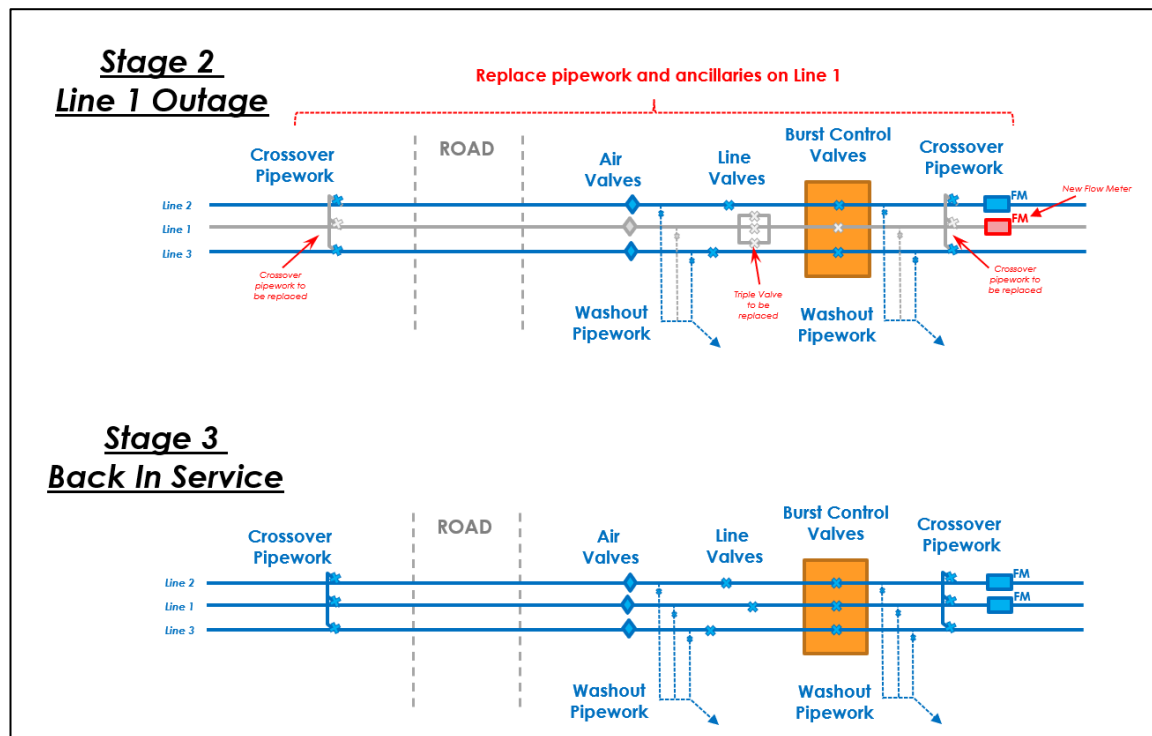 Stage 2
Line 1 Outage
Replace pipework and ancillaries on Line 1
Crossover
Pipework
ROAD
Air
Valves
Line
Valves
Burst Control
Valves
Crossover
Pipework
New Flow Meter
Line 2
FM
Line 1
FM
Line 3
Crossover
pipework to
be replaced
Triple Valve
to be
replaced
Crossover
pipework to
be replaced
Washout
Pipework
Washout
Pipework
Stage 3
Back In Service
Crossover
Pipework
ROAD
Air
Valves
Line
Valves
Burst Control
Valves
Crossover
Pipework
Line 2
FM
Line 1
FM
Line 3
Washout
Pipework
Washout
Pipework